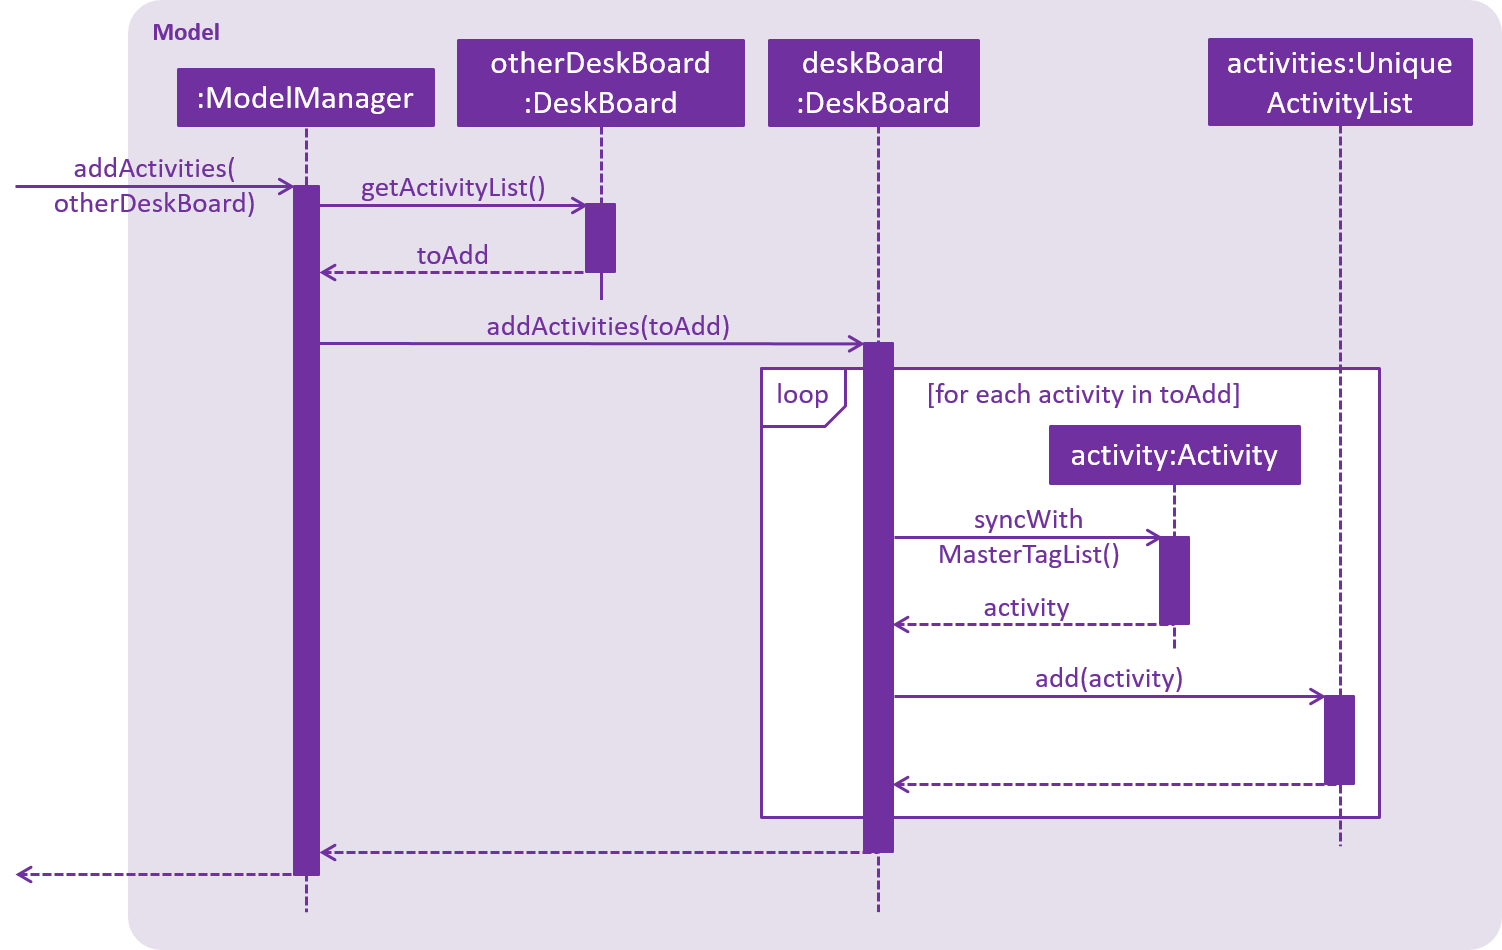 Model
:ModelManager
otherDeskBoard
:DeskBoard
deskBoard
:DeskBoard
activities:Unique
ActivityList
addActivities(
otherDeskBoard)
getActivityList()
toAdd
addActivities(toAdd)
loop
[for each activity in toAdd]
activity:Activity
syncWith
MasterTagList()
activity
add(activity)